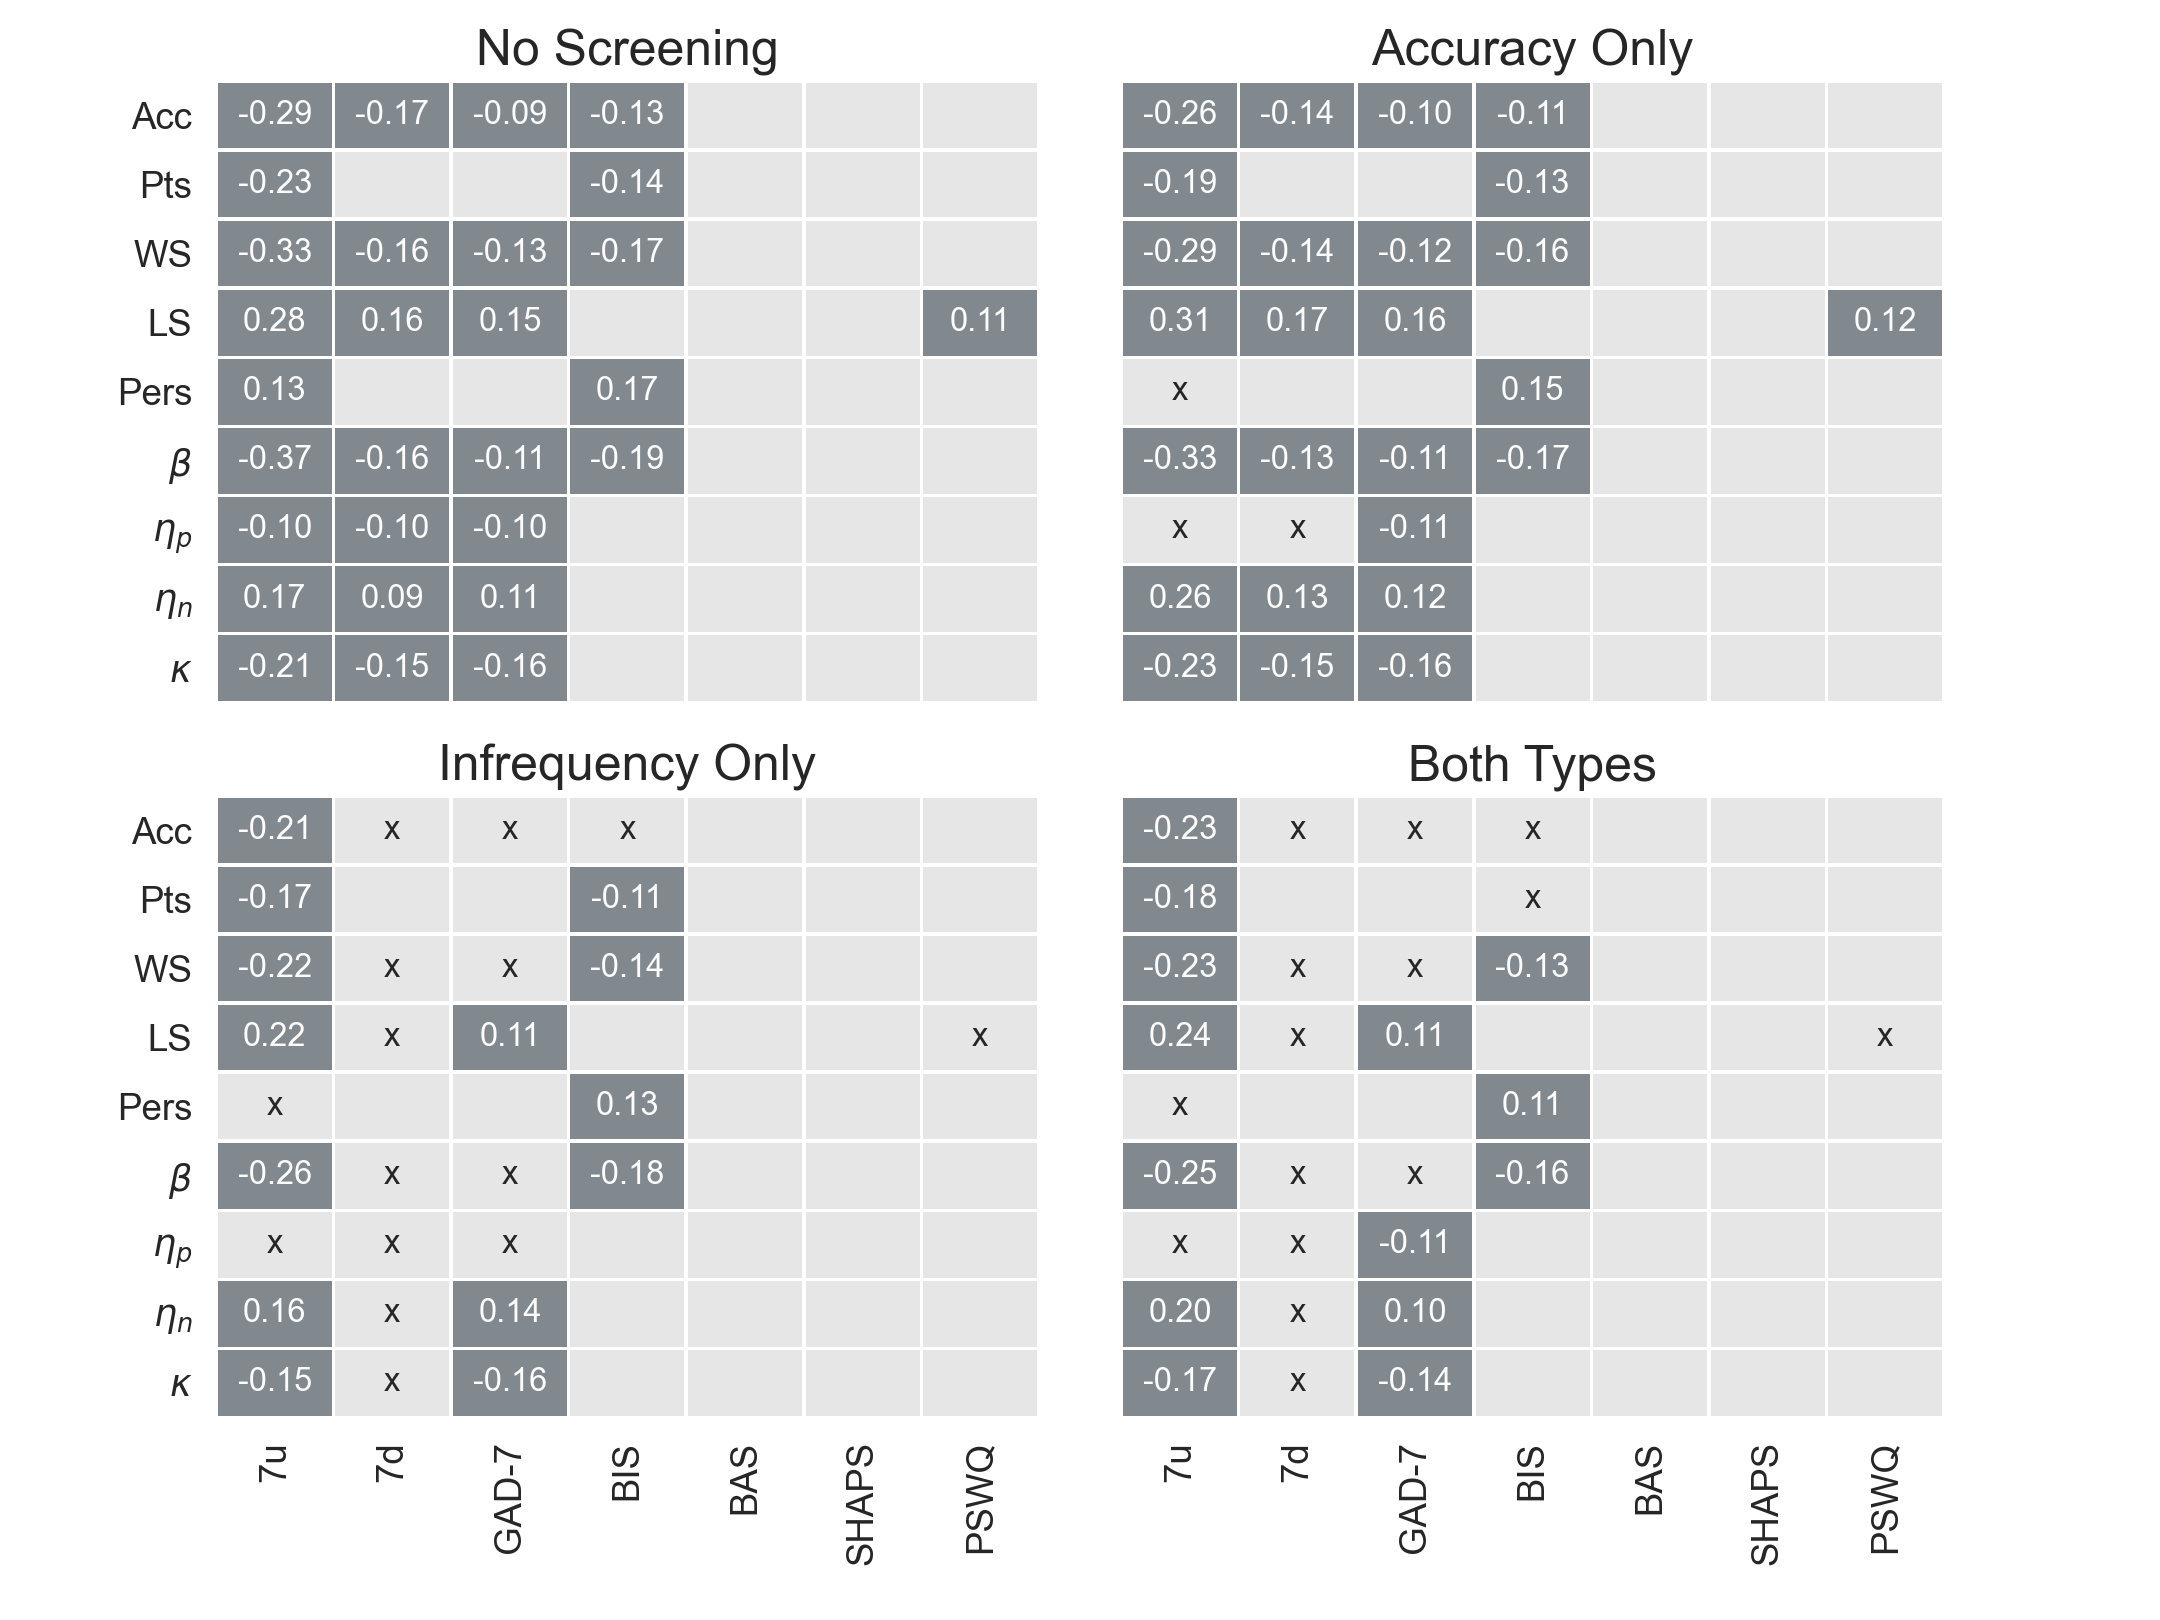 No Screening
Accuracy Only
Acc -0.29 -0.17 -0.09 -0.13 -0.26 -0.14 -0.10 -0.11
Pts -0.23 -0.14 -0.19 -0.13
WS -0.33 -0.16 -0.13 -0.17 -0.29 -0.14 -0.12 -0.16
LS 0.28 0.16 0.15 0.11 0.31 0.17 0.16 0.12
Pers 0.13 0.17 x 0.15
β -0.37 -0.16 -0.11 -0.19 -0.33 -0.13 -0.11 -0.17
ηp -0.10 -0.10 -0.10 x x -0.11
ηn 0.17 0.09 0.11 0.26 0.13 0.12
κ -0.21 -0.15 -0.16 -0.23 -0.15 -0.16
Infrequency Only
Both Types
Acc -0.21 x x x -0.23 x x x
Pts -0.17 -0.11 -0.18 x
WS -0.22 x x -0.14 -0.23 x x -0.13
LS 0.22 x 0.11 x 0.24 x 0.11 x
Pers x 0.13 x 0.11
β -0.26 x x -0.18 -0.25 x x -0.16
ηp x x x x x -0.11
ηn 0.16 x 0.14 0.20 x 0.10
κ -0.15 x -0.16 -0.17 x -0.14
7u 7d GAD-7 BIS BAS SHAPS PSWQ 7u 7d GAD-7 BIS BAS SHAPS PSWQ